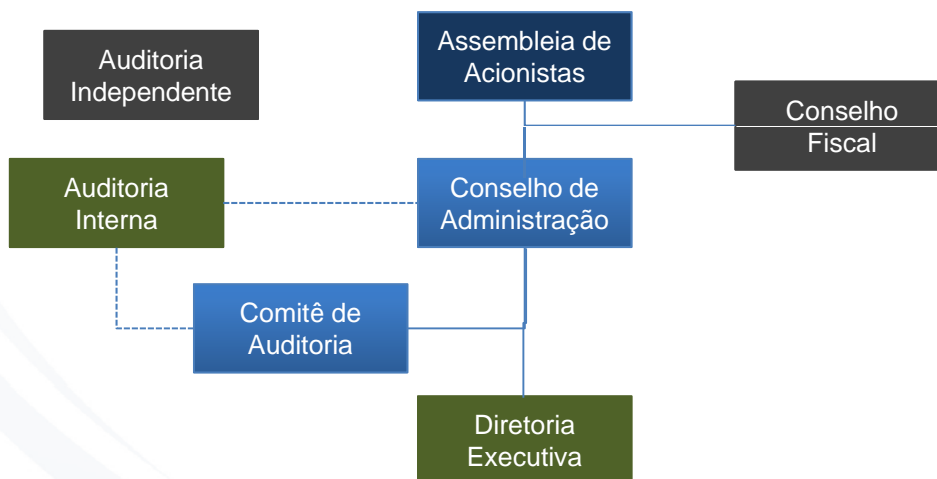 Auditoria
Independente
Assembleia de
Acionistas
Conselho
Fiscal
Auditoria
Interna
Conselho de
Administração
Comitê de
Auditoria
Diretoria
Executiva